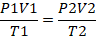 P1V1/T1 = P2V2/T2